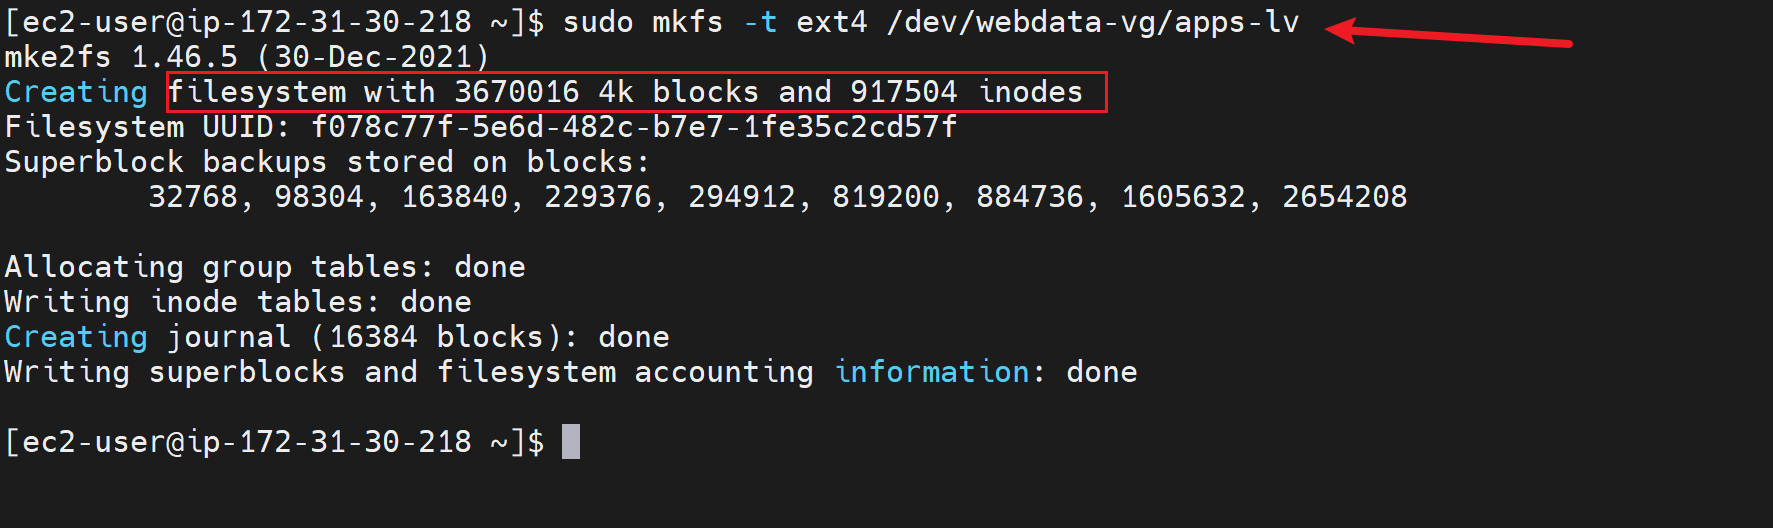 [ec2-user@ip-172-31-30-218 ~]$ sudo mkfs -t ext4 /dev/webdata-vg/apps-lv
mke2fs 1.46.5 (30-Dec-2021)
Creating filesystem with 3670016 4k blocks and 917504 inodes
Filesystem UUID: f078c77f-5e6d-482c-b7e7-1fe35c2cd57f
Superblock backups stored on blocks:
32768, 98304, 163840, 229376, 294912, 819200, 884736, 1605632, 2654208
Allocating group tables: done
Writing inode tables: done
Creating journal (16384 blocks): done
Writing superblocks and filesystem accounting information: done
[ec2-user@ip-172-31-30-218 ~]$